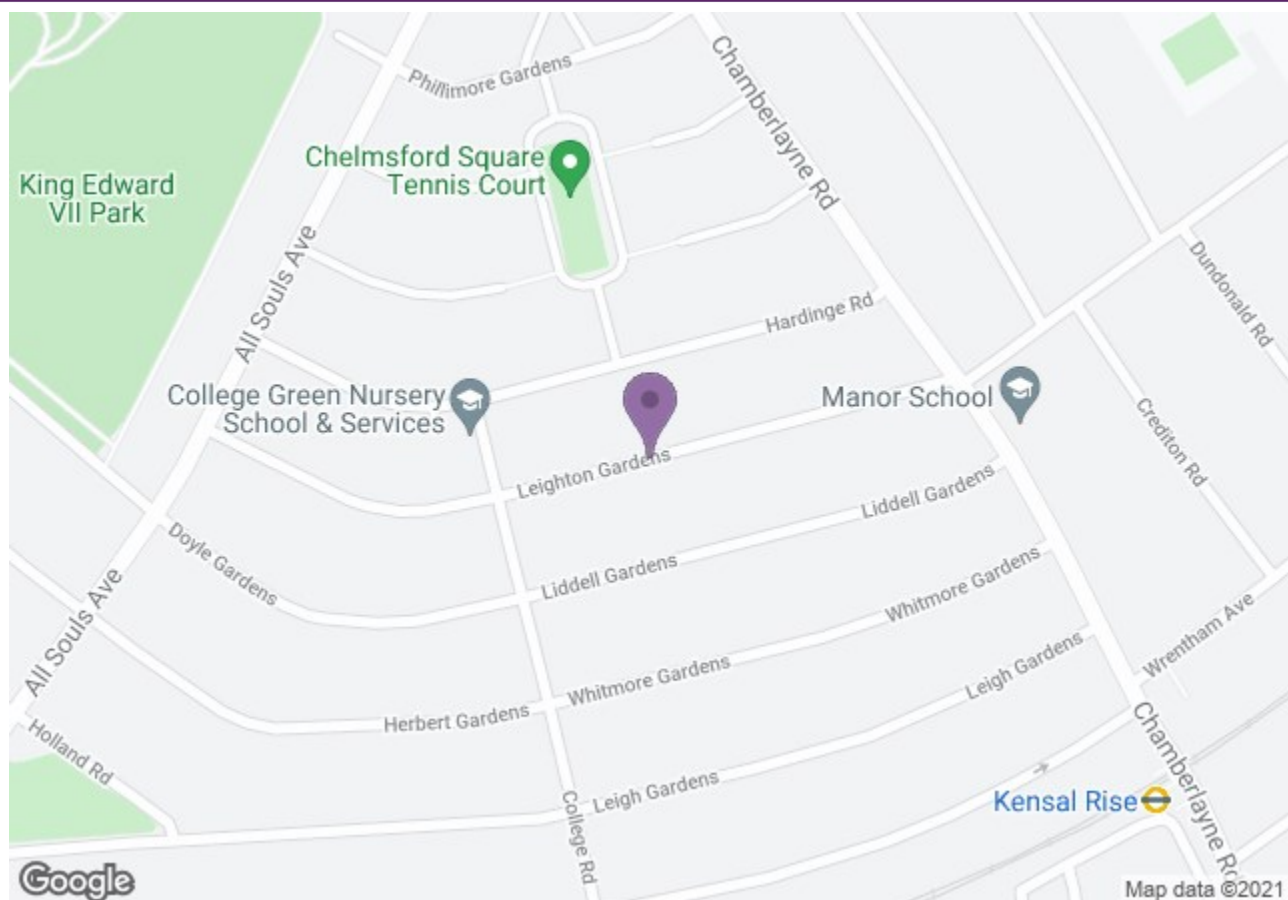 Phillimore Gardens
Chamberlayne Rd
Chelmsford Square
Tennis Court
King Edward
VII Park
All Souls Ave
Dundonald Rd
Hardinge Rd
College Green Nursery
School & Services
Manor School
Crediton Rd
Leighton Gardens
Liddell Gardens
Doyle Gardens
Liddell Gardens
Whitmore Gardens
All Souls Ave
Wrentham Ave
Leigh Gardens
Whitmore Gardens
Herbert Gardens
Holland Rd
Chamberlayne Rd
Leigh Gardens
Kensal Rise
College Rd
Google
Map data ©2021